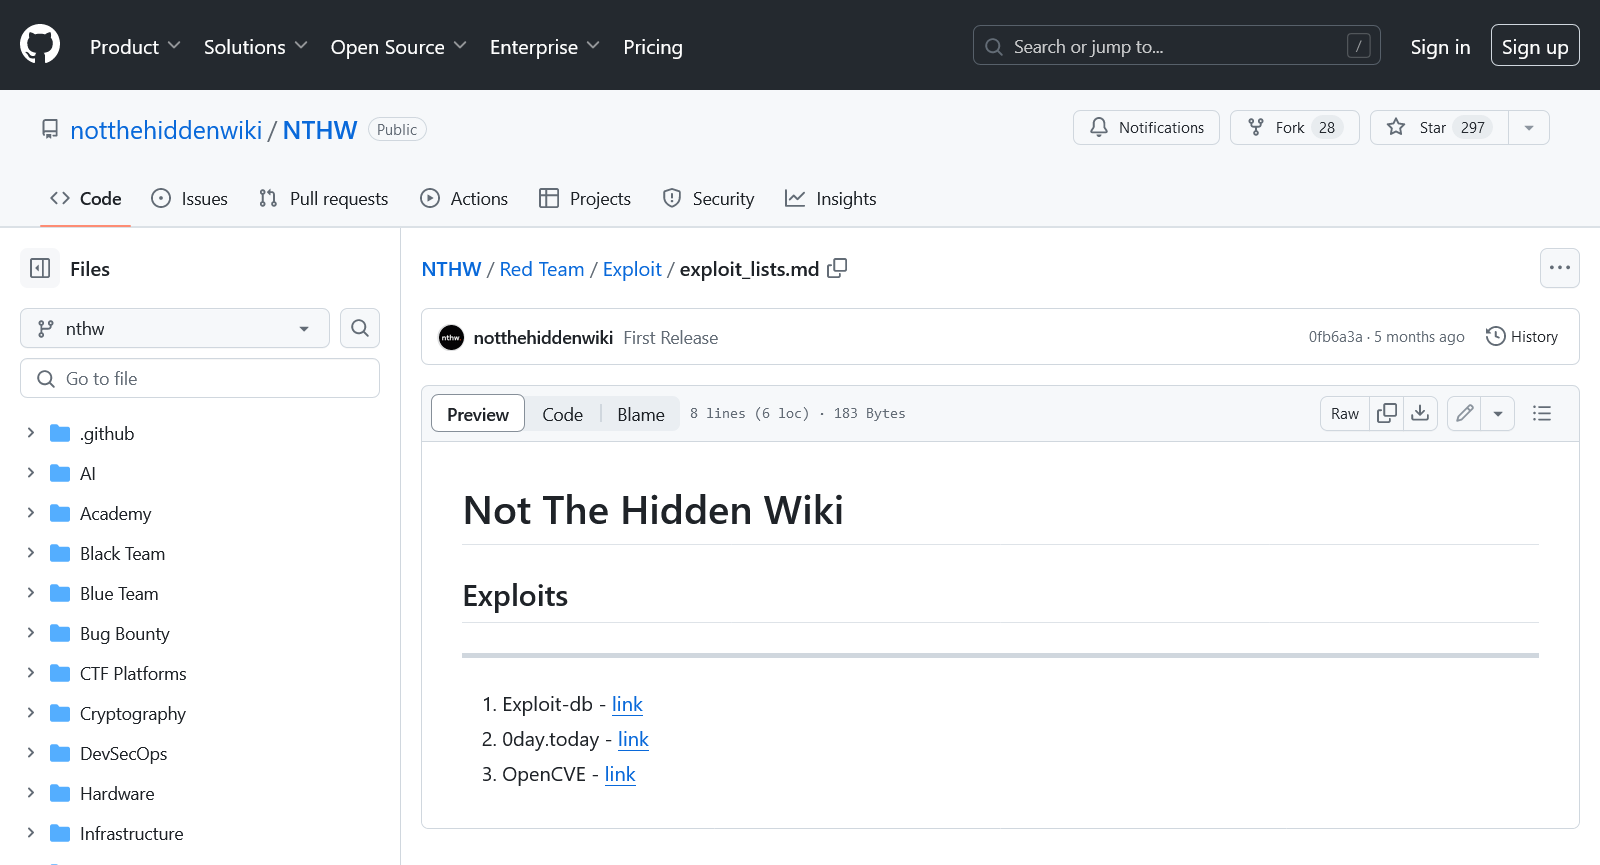 Product Solutions Open Source Enterprise Pricing Search or jump to... / Sign in Sign up
notthehiddenwiki / NTHW Public Notifications Fork 28 Star 297
Code Issues Pull requests Actions Projects Security Insights
Files
nthw
Go to file
.github
AI
Academy
Black Team
Blue Team
Bug Bounty
CTF Platforms
Cryptography
DevSecOps
Hardware
Infrastructure
NTHW / Red Team / Exploit / exploit_lists.md
nthw notthehiddenwiki First Release 0fb6a3a · 5 months ago History
Preview Code Blame 8 lines (6 loc) · 183 Bytes Raw
Not The Hidden Wiki
Exploits
1. Exploit-db - link
2. 0day.today - link
3. OpenCVE - link